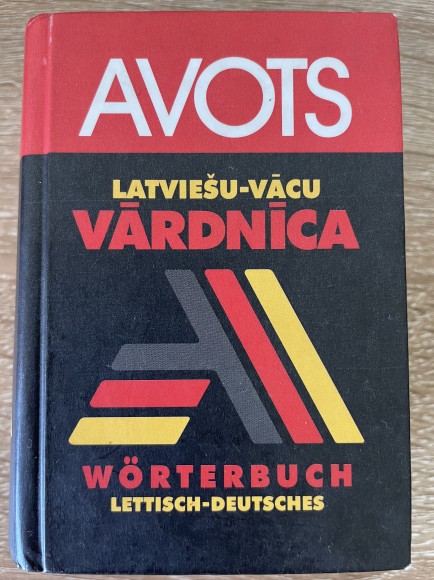 AVOTS
LATVIEŠU-VĀCU
VĀRDNĪCA
WÖRTERBUCH
LETTISCH-DEUTSCHES